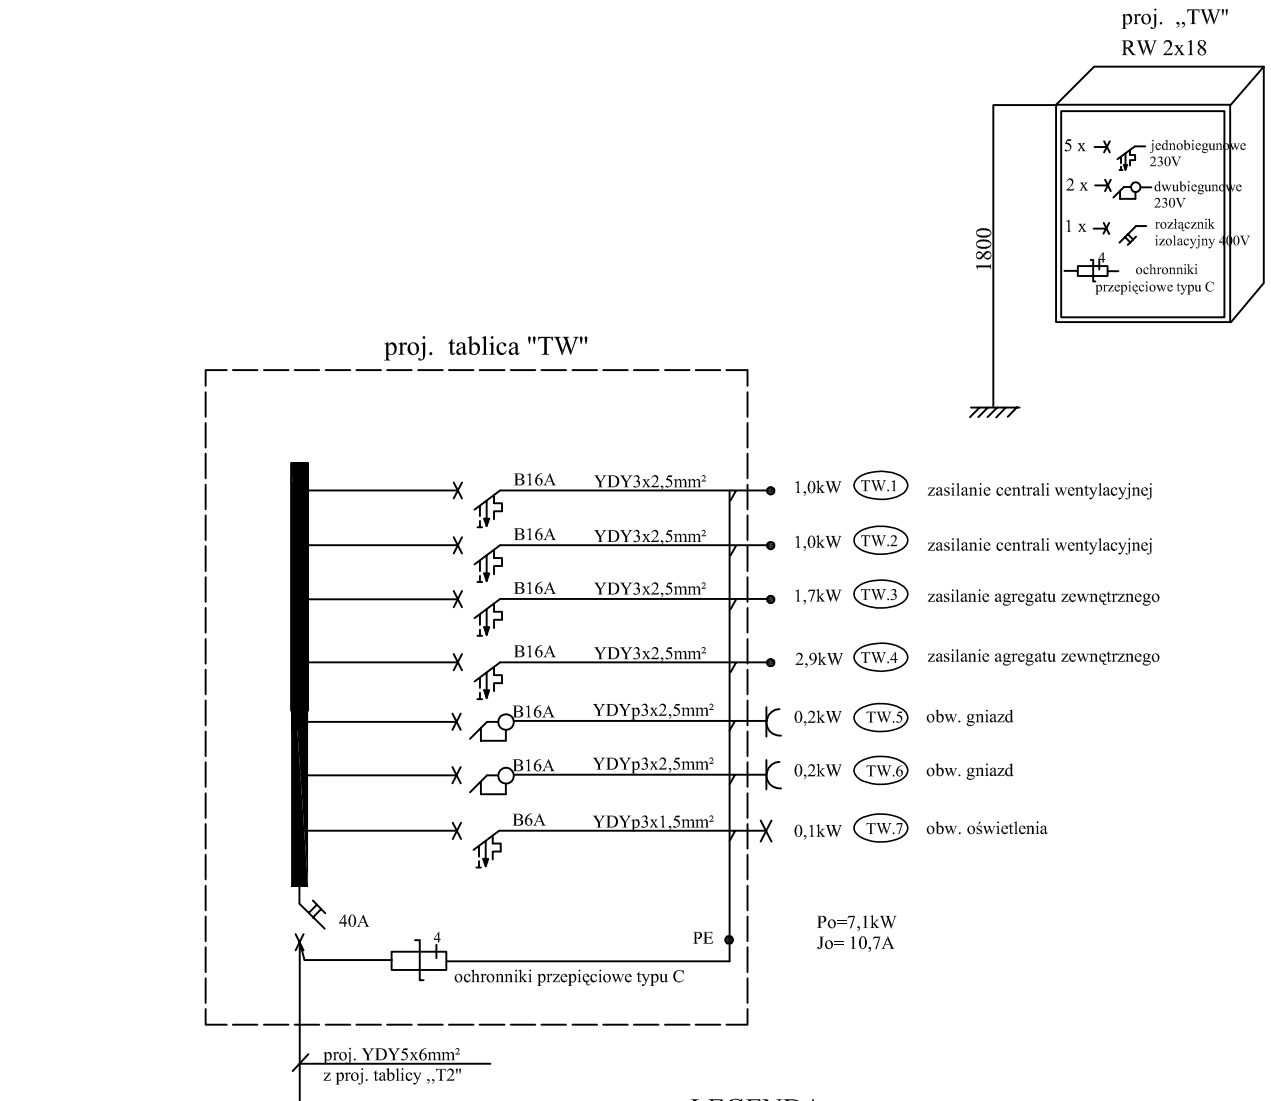 proj. ,,TW"
RW 2x18
5 x
jednobiegunowe
230V
2 x
dwubiegunowe
230V
1 x
rozłącznik
izolacyjny 400V
4
ochronniki
przepięciowe typu C
1800
proj. tablica "TW"
B16A YDY3x2,5mm² 1,0kW TW.1 zasilanie centrali wentylacyjnej
B16A YDY3x2,5mm² 1,0kW TW.2 zasilanie centrali wentylacyjnej
B16A YDY3x2,5mm² 1,7kW TW.3 zasilanie agregatu zewnętrznego
B16A YDY3x2,5mm² 2,9kW TW.4 zasilanie agregatu zewnętrznego
B16A YDYp3x2,5mm² 0,2kW TW.5 obw. gniazd
B16A YDYp3x2,5mm² 0,2kW TW.6 obw. gniazd
B6A YDYp3x1,5mm² 0,1kW TW.7 obw. oświetlenia
40A
PE
Po=7,1kW
Jo= 10,7A
4
ochronniki przepięciowe typu C
proj. YDY5x6mm²
z proj. tablicy ,,T2"